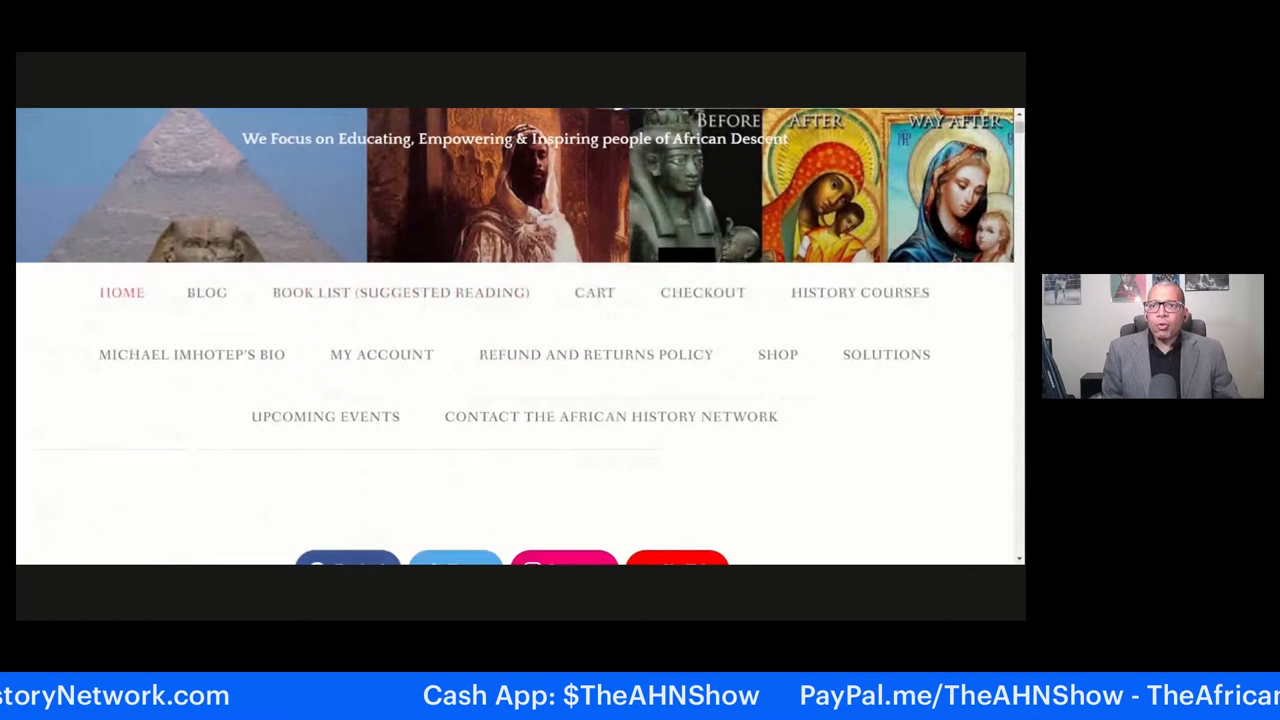 BEFORE AFTER WAY AFTER
We Focus on Educating, Empowering & Inspiring people of African Descent
HOME BLOG BOOK LIST (SUGGESTED READING) CART CHECKOUT HISTORY COURSES
MICHAEL IMHOTEP'S BIO MY ACCOUNT REFUND AND RETURNS POLICY SHOP SOLUTIONS
UPCOMING EVENTS CONTACT THE AFRICAN HISTORY NETWORK
storyNetwork.com Cash App: $TheAHNShow PayPal.me/TheAHNShow - TheAfrican